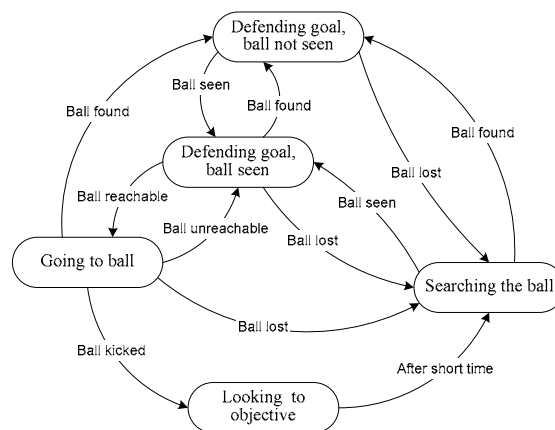 Defending goal,
ball not seen
Ball seen
Ball found
Ball found
Ball found
Defending goal,
ball seen
Ball lost
Ball reachable
Ball seen
Ball unreachable
Ball lost
Going to ball
Searching the ball
Ball lost
Ball kicked
After short time
Looking to
objective